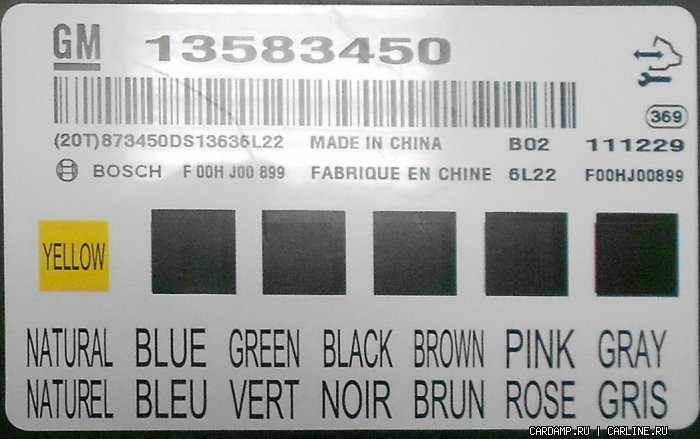 GM 13583450
369
(20T)873450DS13636L22 MADE IN CHINA B02 111229
BOSCH F 00H J00 899 FABRIQUE EN CHINE 6L22 F00HJ00899
YELLOW
NATURAL BLUE GREEN BLACK BROWN PINK GRAY
NATUREL BLEU VERT NOIR BRUN ROSE GRIS
CARDAMP.RU | CARLINE.RU